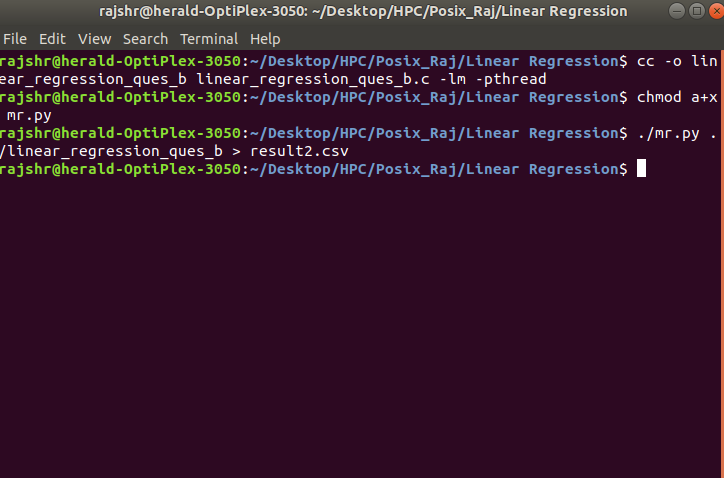 rajshr@herald-OptiPlex-3050: ~/Desktop/HPC/Posix_Raj/Linear Regression
File Edit View Search Terminal Help
rajshr@herald-OptiPlex-3050:~/Desktop/HPC/Posix_Raj/Linear Regression$ cc -o lin
ear_regression_ques_b linear_regression_ques_b.c -lm -pthread
rajshr@herald-OptiPlex-3050:~/Desktop/HPC/Posix_Raj/Linear Regression$ chmod a+x
mr.py
rajshr@herald-OptiPlex-3050:~/Desktop/HPC/Posix_Raj/Linear Regression$ ./mr.py .
/linear_regression_ques_b > result2.csv
rajshr@herald-OptiPlex-3050:~/Desktop/HPC/Posix_Raj/Linear Regression$